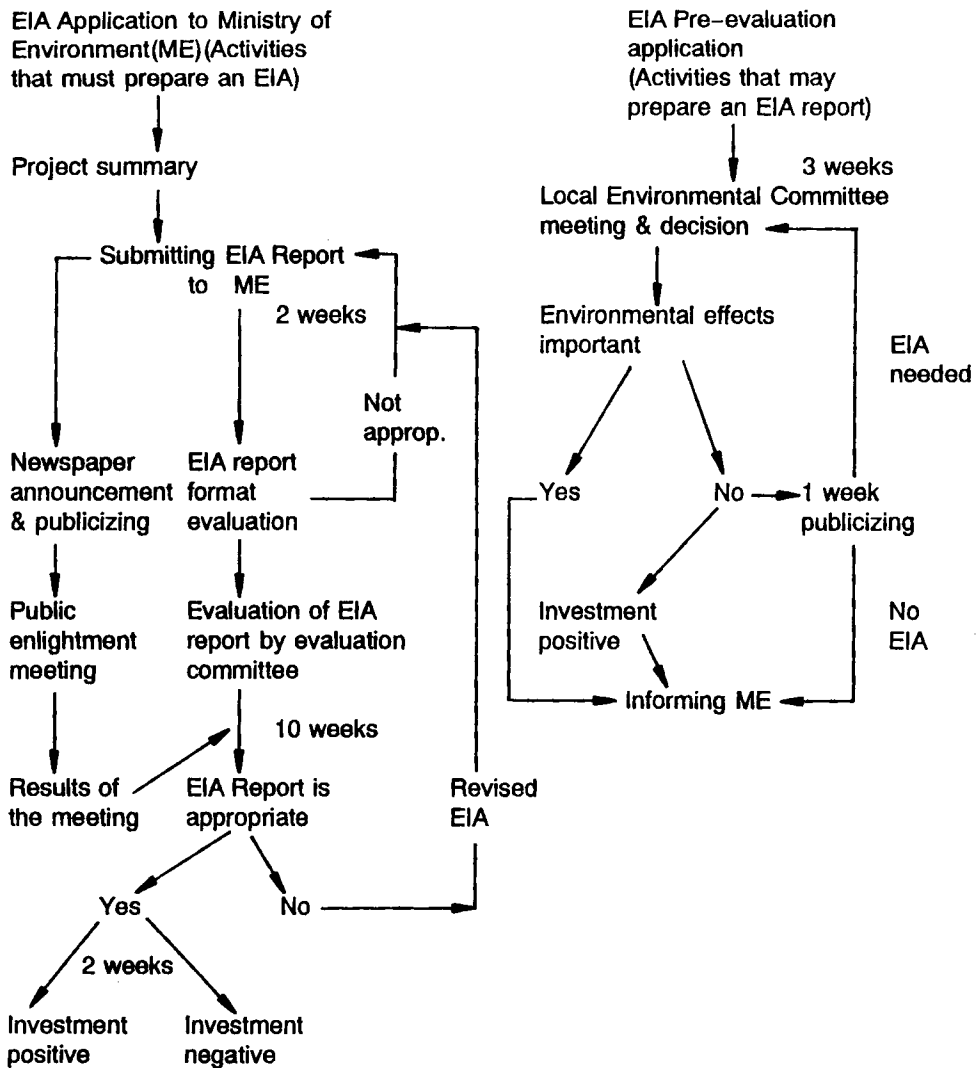 EIA Application to Ministry of
Environment(ME)(Activities
that must prepare an EIA)
Project summary
Submitting EIA Report
to ME
2 weeks
Not
approp.
Newspaper
announcement
& publicizing
EIA report
format
evaluation
Public
enlightment
meeting
Evaluation of EIA
report by evaluation
committee
10 weeks
Results of
the meeting
EIA Report is
appropriate
Revised
EIA
Yes
No
2 weeks
Investment
positive
Investment
negative
EIA Pre-evaluation
application
(Activities that may
prepare an EIA report)
3 weeks
Local Environmental Committee
meeting & decision
Environmental effects
important
EIA
needed
Yes
No
1 week
publicizing
Investment
positive
No
EIA
Informing ME